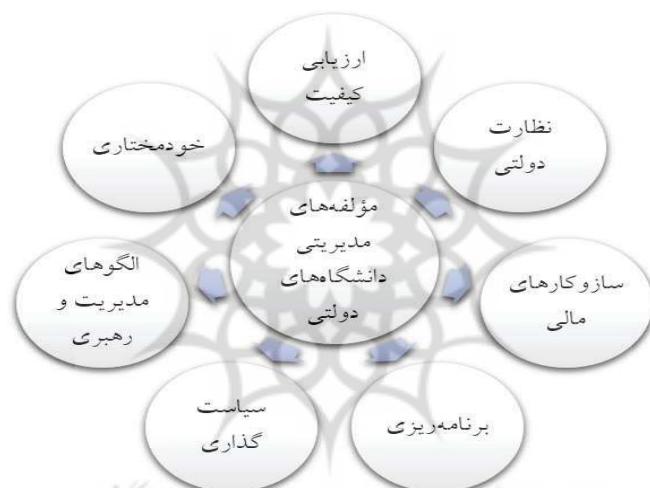 ارزیابی
کیفیت
نظارت
دولتی
سازوکارهای
مالی
برنامه‌ریزی
سیاست
گذاری
الگوهای
مدیریت و
رهبری
خودمختاری
مؤلفه‌های
مدیریتی
دانشگاه‌های
دولتی